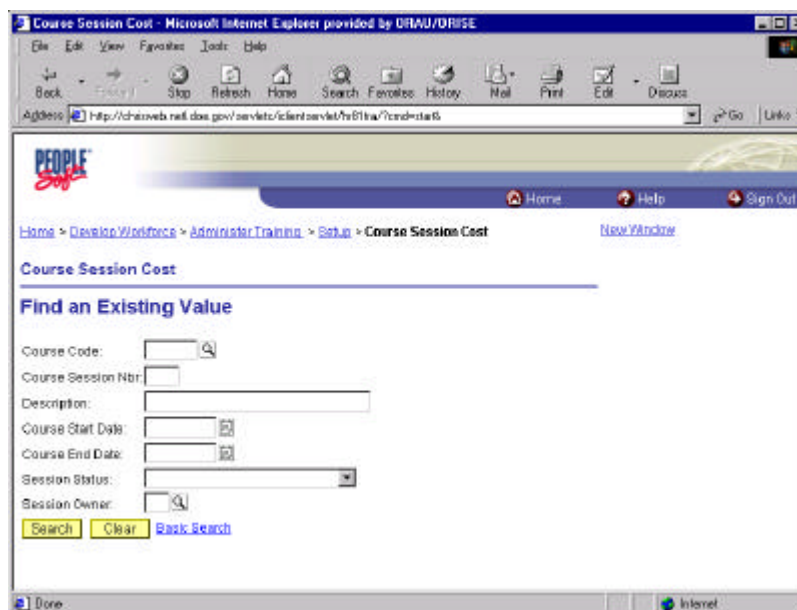 Course Session Cost - Microsoft Internet Explorer provided by ORAU/ORISE
File Edit View Favorites Tools Help
Back Forward Stop Refresh Home Search Favorites History Mail Print Edit Discuss
Address Go Links
PEOPLE
Soft
Home Help Sign Out
Home > Develop Workforce > Administer Training > Setup > Course Session Cost New Window
Course Session Cost
Find an Existing Value
Course Code:
Course Session Nbr:
Description:
Course Start Date:
Course End Date:
Session Status:
Session Owner:
Search Clear Basic Search
Done Internet